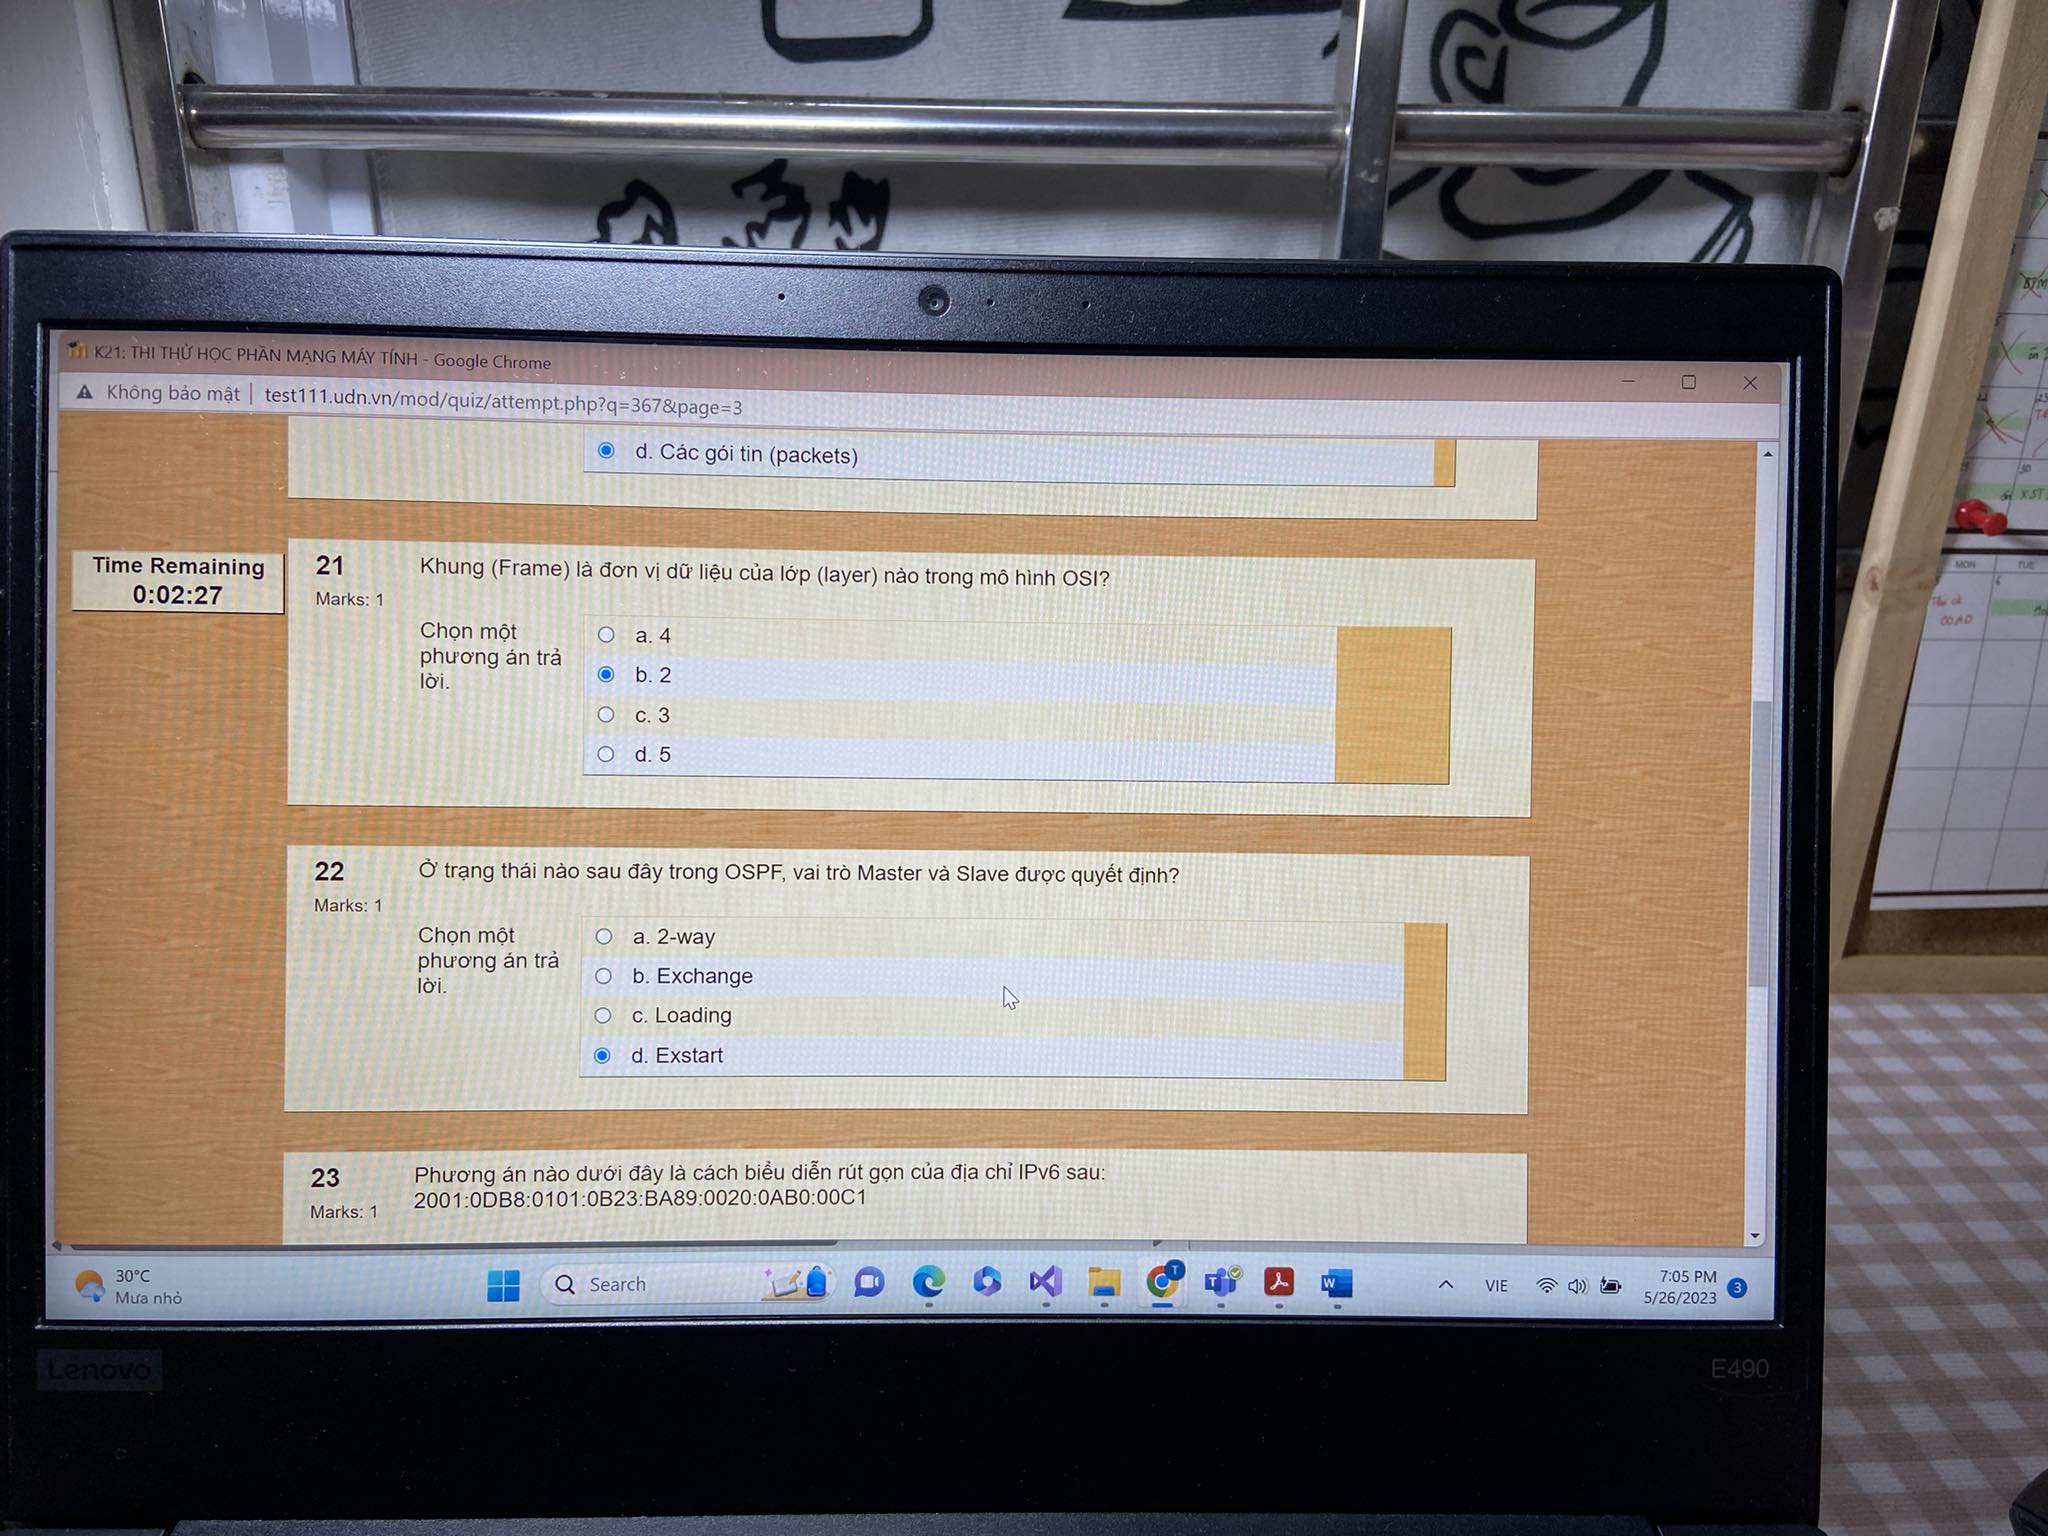 K21: THI THỬ HỌC PHẦN MẠNG MÁY TÍNH - Google Chrome
Không bảo mật | test111.udn.vn/mod/quiz/attempt.php?q=367&page=3
d. Các gói tin (packets)
Time Remaining
0:02:27
21
Marks: 1
Khung (Frame) là đơn vị dữ liệu của lớp (layer) nào trong mô hình OSI?
Chọn một
phương án trả
lời.
a. 4
b. 2
c. 3
d. 5
22
Marks: 1
Ở trạng thái nào sau đây trong OSPF, vai trò Master và Slave được quyết định?
Chọn một
phương án trả
lời.
a. 2-way
b. Exchange
c. Loading
d. Exstart
23
Marks: 1
Phương án nào dưới đây là cách biểu diễn rút gọn của địa chỉ IPv6 sau:
2001:0DB8:0101:0B23:BA89:0020:0AB0:00C1
30°C
Mưa nhỏ
Search
VIE
7:05 PM
5/26/2023
3
Lenovo
E490
MON
TUE